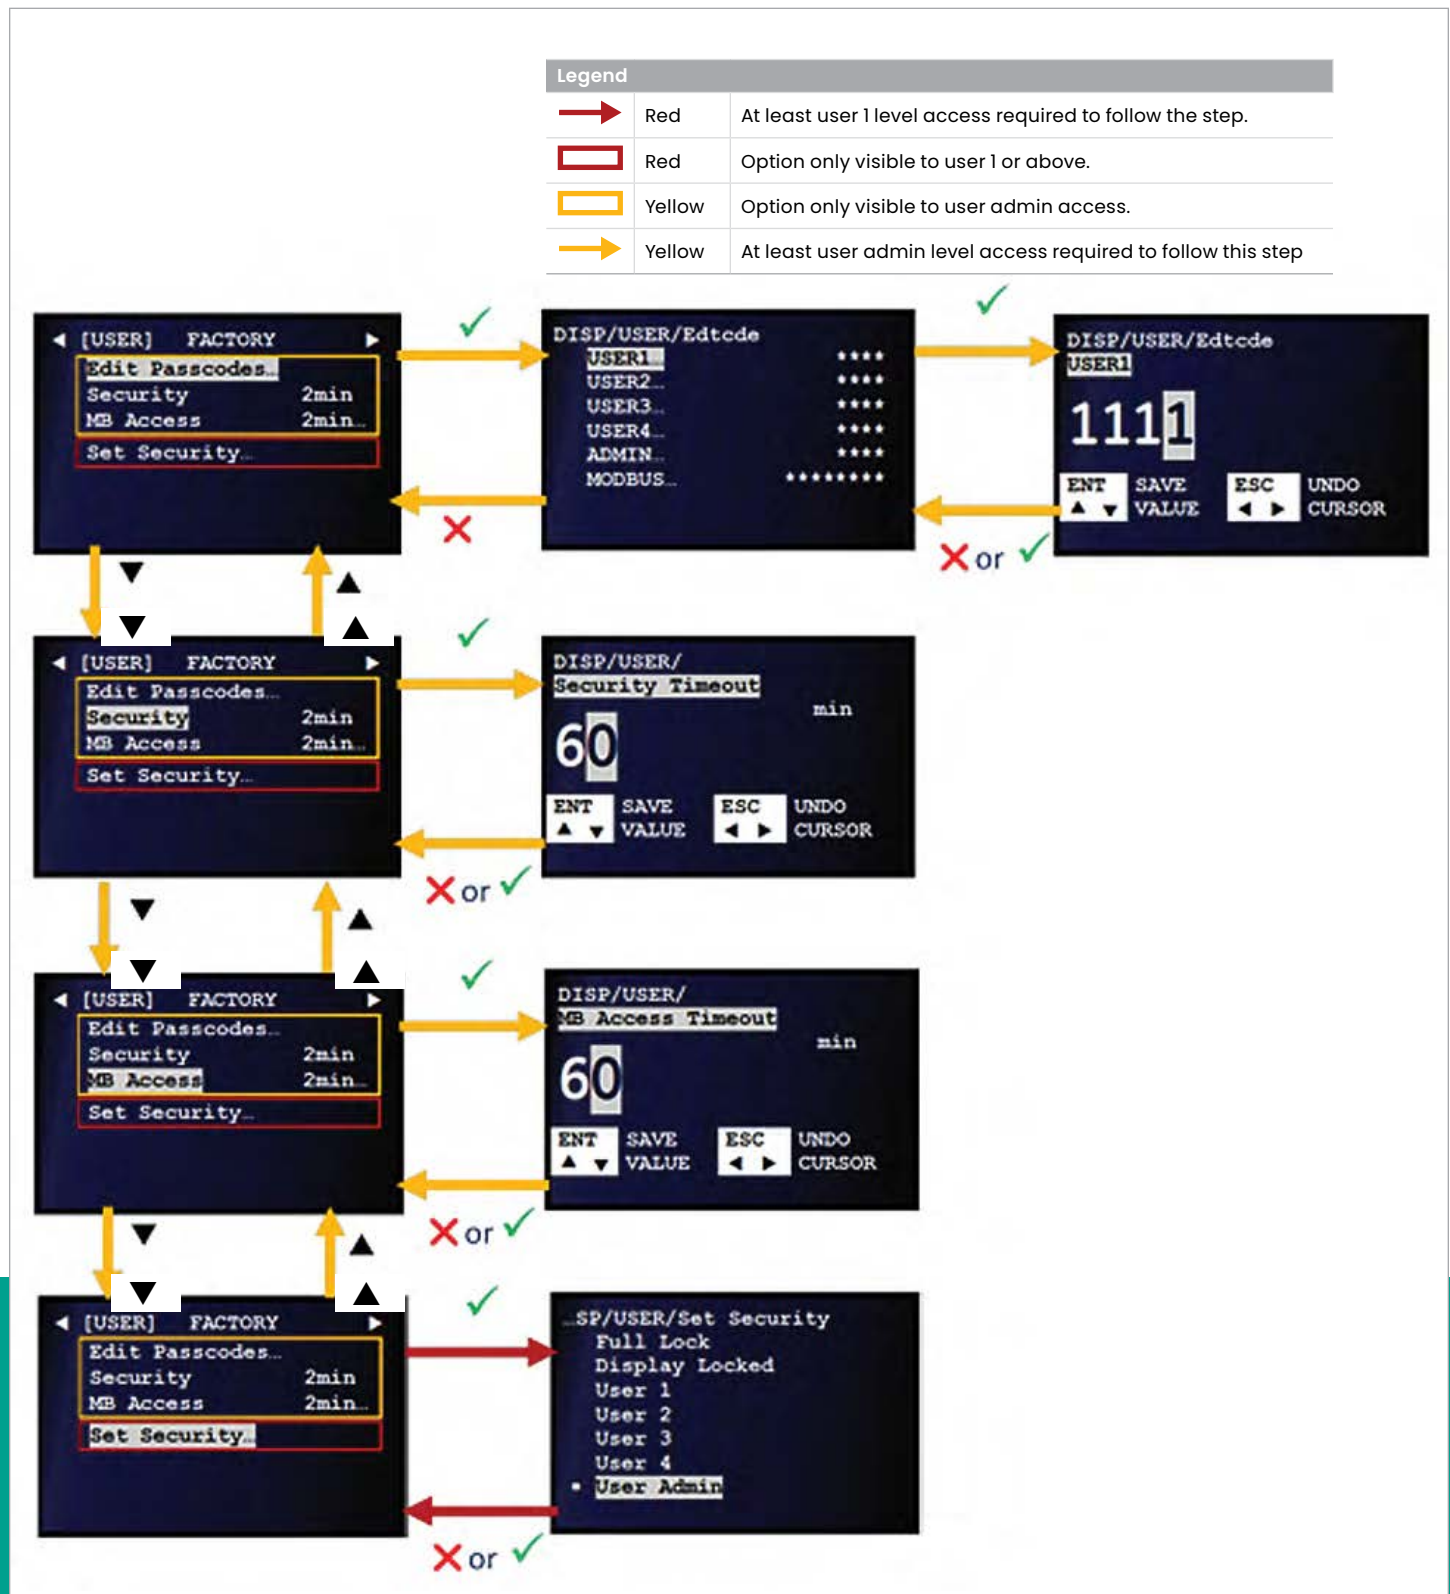 Legend
Red At least user 1 level access required to follow the step.
Red Option only visible to user 1 or above.
Yellow Option only visible to user admin access.
Yellow At least user admin level access required to follow this step
◀ [USER] FACTORY ▶
Edit Passcodes…
Security 2min
MB Access 2min…
Set Security…
DISP/USER/Edtcde
USER1… ****
USER2… ****
USER3… ****
USER4… ****
ADMIN… ****
MODBUS… ********
DISP/USER/Edtcde
USER1
1111
ENT SAVE ESC UNDO
▲ ▼ VALUE ◀ ▶ CURSOR
✓
✓
✗
✗ or ✓
▼ ▲
▼ ▲
◀ [USER] FACTORY ▶
Edit Passcodes…
Security 2min
MB Access 2min…
Set Security…
✓
DISP/USER/
Security Timeout
min
60
ENT SAVE ESC UNDO
▲ ▼ VALUE ◀ ▶ CURSOR
✗ or ✓
▼ ▲
▼ ▲
◀ [USER] FACTORY ▶
Edit Passcodes…
Security 2min
MB Access 2min…
Set Security…
✓
DISP/USER/
MB Access Timeout
min
60
ENT SAVE ESC UNDO
▲ ▼ VALUE ◀ ▶ CURSOR
✗ or ✓
▼ ▲
▼ ▲
◀ [USER] FACTORY ▶
Edit Passcodes…
Security 2min
MB Access 2min…
Set Security…
✓
…SP/USER/Set Security
Full Lock
Display Locked
User 1
User 2
User 3
User 4
User Admin
✗ or ✓